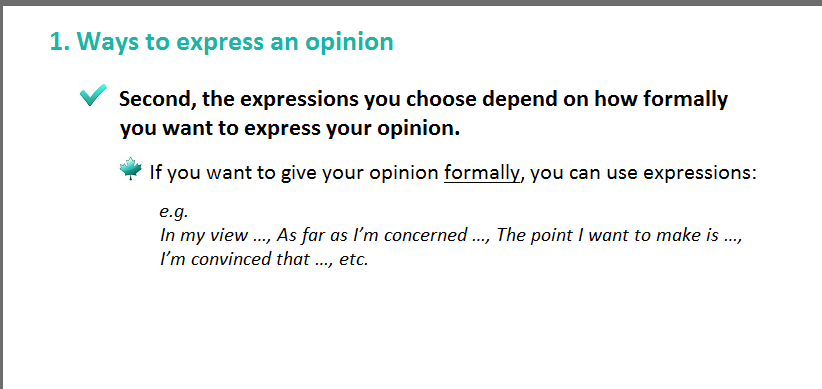 1. Ways to express an opinion
Second, the expressions you choose depend on how formally
you want to express your opinion.
If you want to give your opinion formally, you can use expressions:
e.g.
In my view ..., As far as I’m concerned ..., The point I want to make is ...,
I’m convinced that ..., etc.